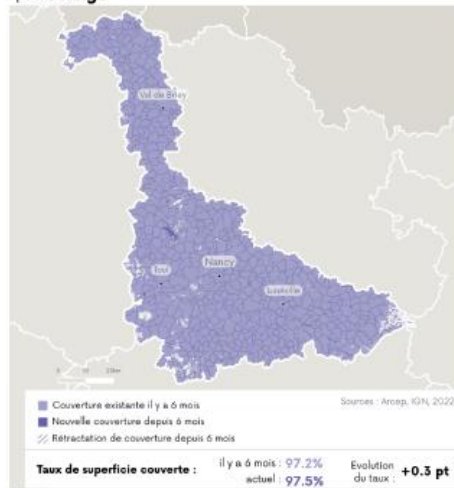 Val de Briey
Nancy
Toul
Lunéville
Couverture existante il y a 6 mois
Sources : Arcep, IGN, 2022
Nouvelle couverture depuis 6 mois
Rétractation de couverture depuis 6 mois
Taux de superficie couverte :
il y a 6 mois : 97.2%
actuel : 97.5%
Evolution
du taux :
+0.3 pt